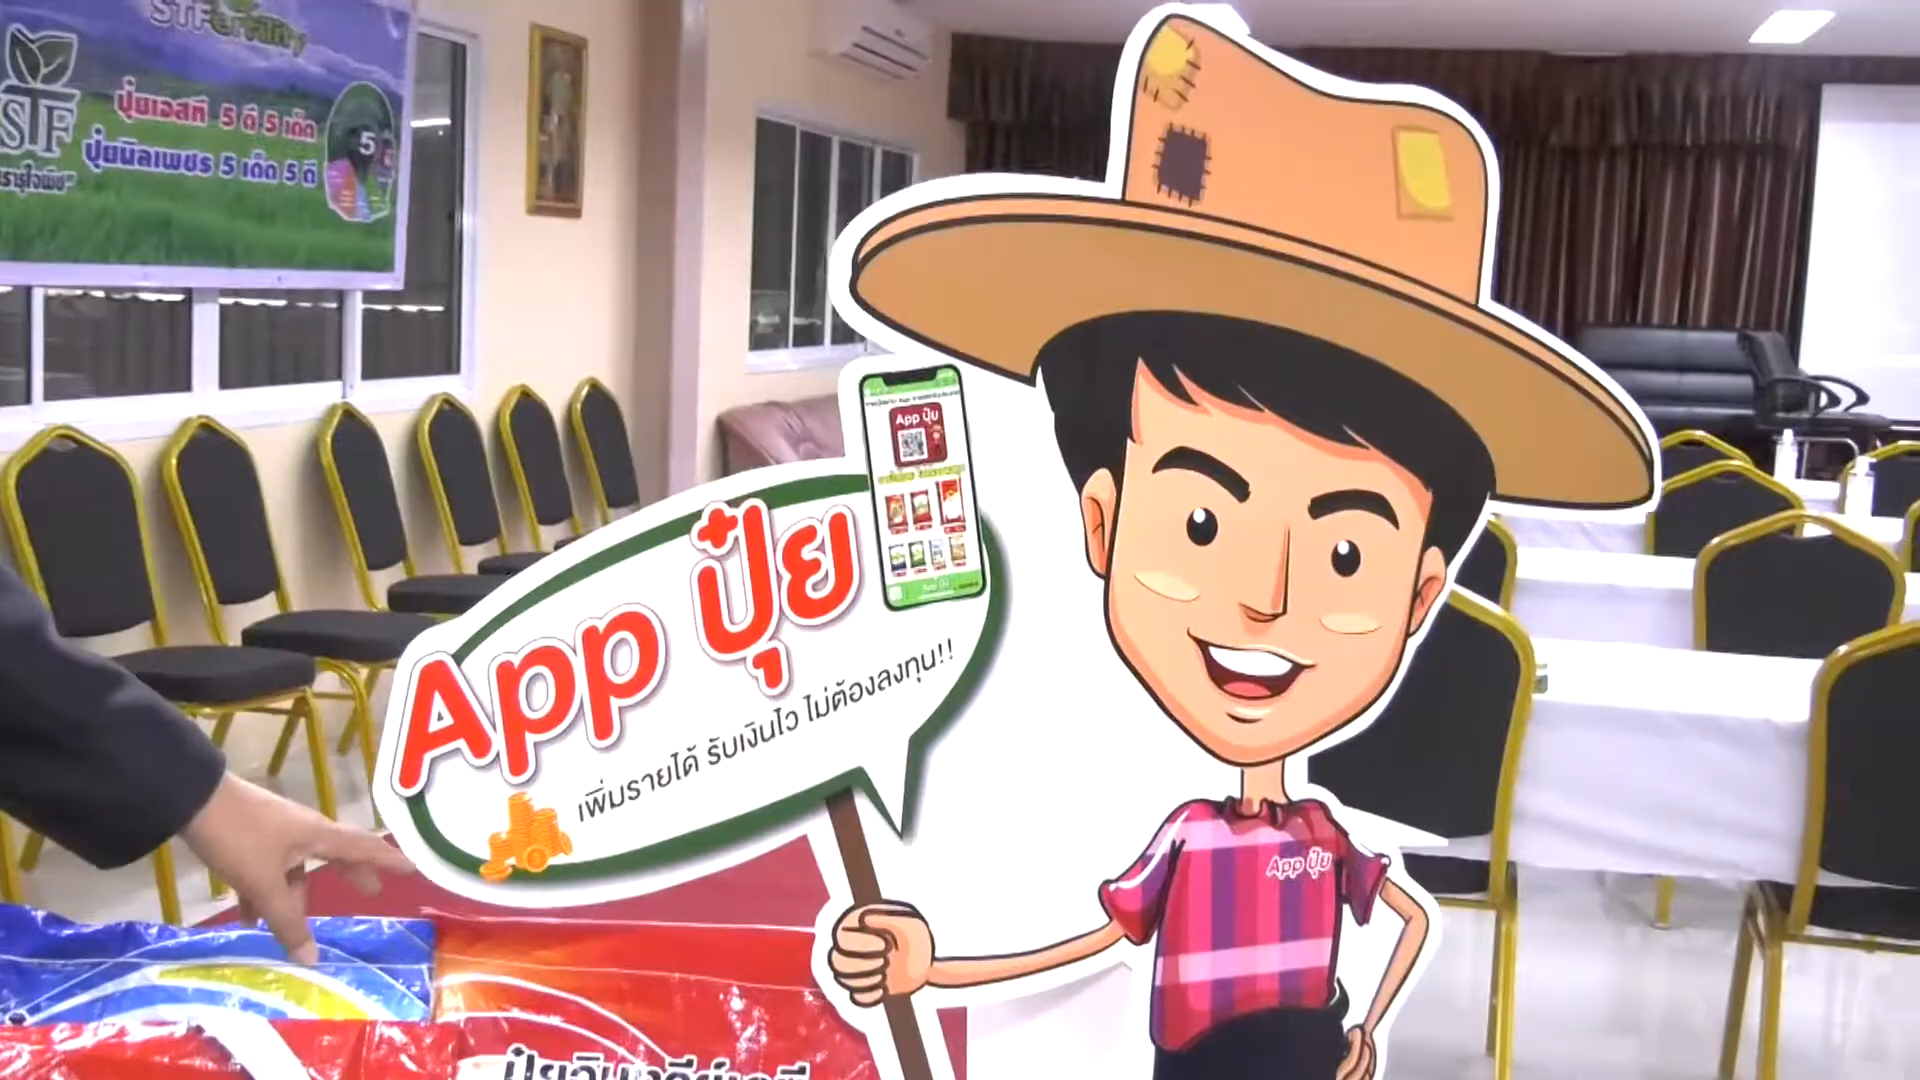 STFertility
STF
ปุ๋ยเอสที 5 ดี 5 เด็ด
ปุ๋ยนิลเพชร 5 เด็ด 5 ดี
5
App ปุ๋ย
App ปุ๋ย
เพิ่มรายได้ รับเงินไว ไม่ต้องลงทุน!!
App ปุ๋ย